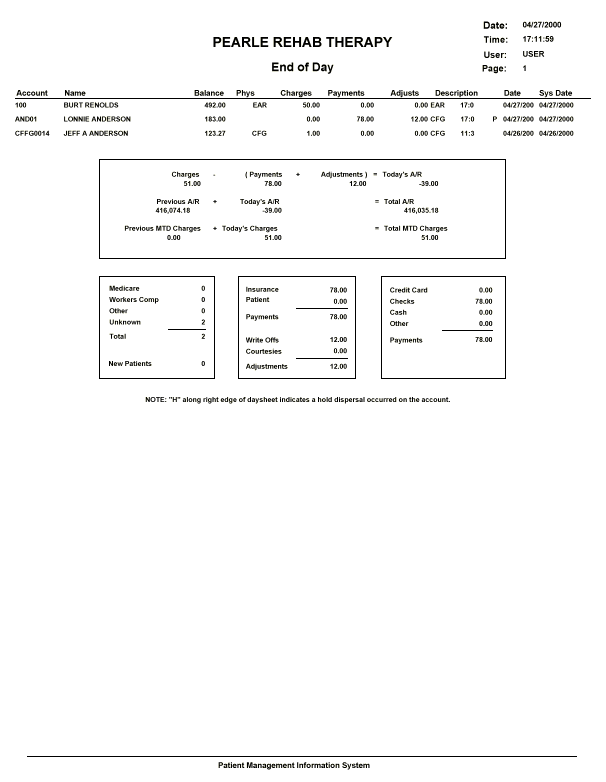 Date: 04/27/2000
PEARLE REHAB THERAPY
Time: 17:11:59
User: USER
End of Day
Page: 1
Account Name Balance Phys Charges Payments Adjusts Description Date Sys Date
100 BURT RENOLDS 492.00 EAR 50.00 0.00 0.00 EAR 17:0 04/27/200 04/27/2000
AND01 LONNIE ANDERSON 183.00 0.00 78.00 12.00 CFG 17:0 P 04/27/200 04/27/2000
CFFG0014 JEFF A ANDERSON 123.27 CFG 1.00 0.00 0.00 CFG 11:3 04/26/200 04/26/2000
Charges - ( Payments + Adjustments ) = Today's A/R
51.00 78.00 12.00 -39.00
Previous A/R + Today's A/R = Total A/R
416,074.18 -39.00 416,035.18
Previous MTD Charges + Today's Charges = Total MTD Charges
0.00 51.00 51.00
Medicare 0
Workers Comp 0
Other 0
Unknown 2
Total 2
New Patients 0
Insurance 78.00
Patient 0.00
Payments 78.00
Write Offs 12.00
Courtesies 0.00
Adjustments 12.00
Credit Card 0.00
Checks 78.00
Cash 0.00
Other 0.00
Payments 78.00
NOTE: "H" along right edge of daysheet indicates a hold dispersal occurred on the account.
Patient Management Information System